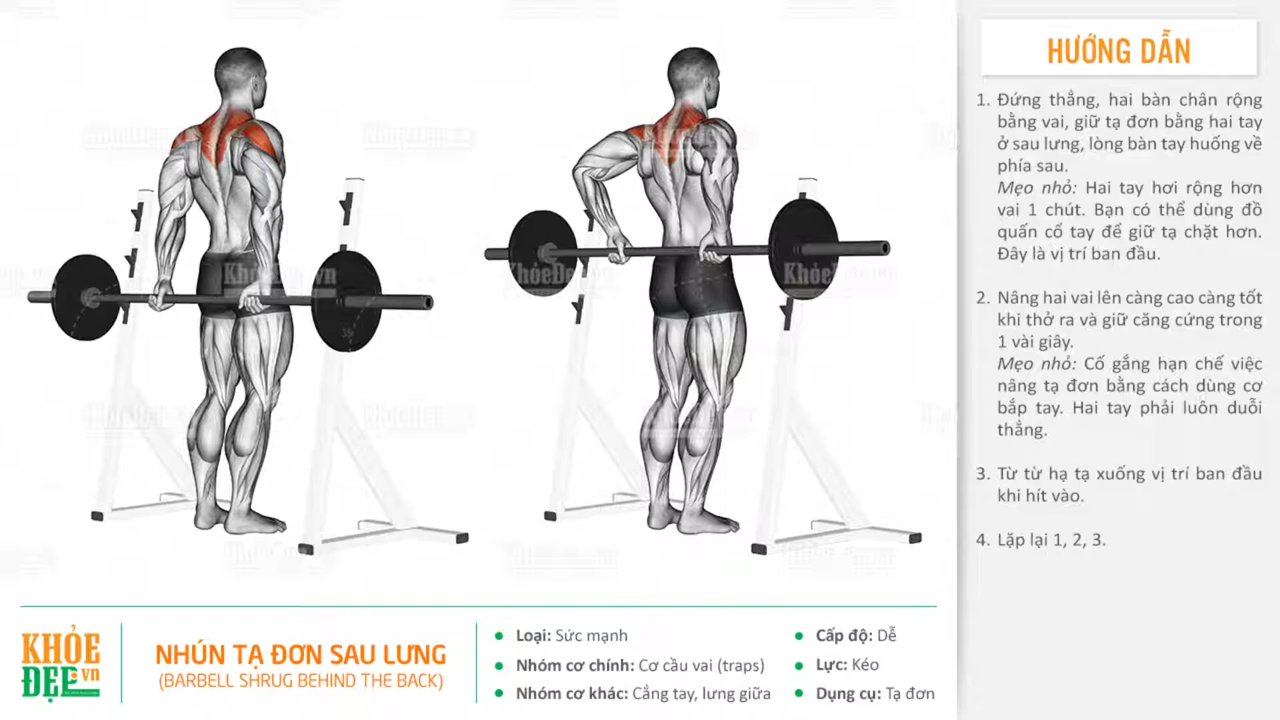 HƯỚNG DẪN
1. Đứng thẳng, hai bàn chân rộng
bằng vai, giữ tạ đơn bằng hai tay
ở sau lưng, lòng bàn tay huống về
phía sau.
Mẹo nhỏ: Hai tay hơi rộng hơn
vai 1 chút. Bạn có thể dùng đồ
quấn cổ tay để giữ tạ chặt hơn.
Đây là vị trí ban đầu.
2. Nâng hai vai lên càng cao càng tốt
khi thở ra và giữ căng cứng trong
1 vài giây.
Mẹo nhỏ: Cố gắng hạn chế việc
nâng tạ đơn bằng cách dùng cơ
bắp tay. Hai tay phải luôn duỗi
thẳng.
3. Từ từ hạ tạ xuống vị trí ban đầu
khi hít vào.
4. Lặp lại 1, 2, 3.
KHỎE
ĐẸP.vn
NHÚN TẠ ĐƠN SAU LƯNG
(BARBELL SHRUG BEHIND THE BACK)
Loại: Sức mạnh
Nhóm cơ chính: Cơ cầu vai (traps)
Nhóm cơ khác: Cẳng tay, lưng giữa
Cấp độ: Dễ
Lực: Kéo
Dụng cụ: Tạ đơn
KhỏeĐẹp.vn